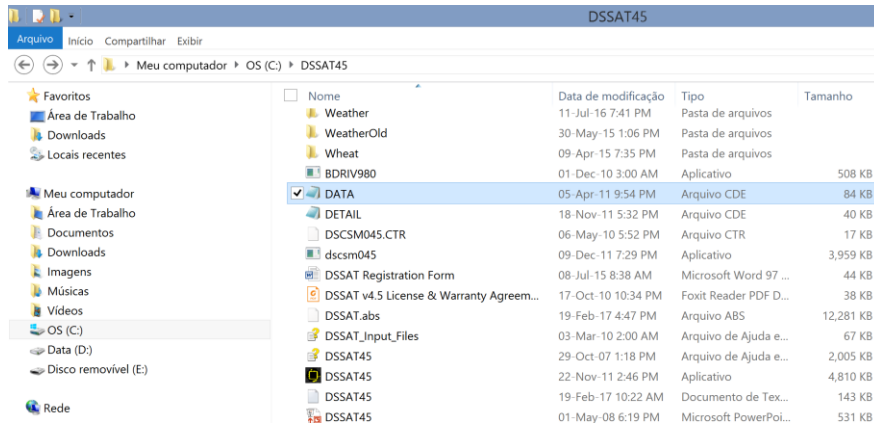 DSSAT45
Arquivo Início Compartilhar Exibir
Meu computador OS (C:) DSSAT45
Favoritos
Área de Trabalho
Downloads
Locais recentes
Meu computador
Área de Trabalho
Documentos
Downloads
Imagens
Músicas
Vídeos
OS (C:)
Data (D:)
Disco removível (E:)
Rede
Nome Data de modificação Tipo Tamanho
Weather 11-Jul-16 7:41 PM Pasta de arquivos
WeatherOld 30-May-15 1:06 PM Pasta de arquivos
Wheat 09-Apr-15 7:35 PM Pasta de arquivos
BDRIV980 01-Dec-10 3:00 AM Aplicativo 508 KB
DATA 05-Apr-11 9:54 PM Arquivo CDE 84 KB
DETAIL 18-Nov-11 5:32 PM Arquivo CDE 40 KB
DSCSM045.CTR 06-May-10 5:52 PM Arquivo CTR 17 KB
dscsm045 09-Dec-11 7:29 PM Aplicativo 3,959 KB
DSSAT Registration Form 08-Jul-15 8:38 AM Microsoft Word 97 ... 44 KB
DSSAT v4.5 License & Warranty Agreem... 17-Oct-10 10:34 PM Foxit Reader PDF D... 38 KB
DSSAT.abs 19-Feb-17 4:47 PM Arquivo ABS 12,281 KB
DSSAT_Input_Files 03-Mar-10 2:00 AM Arquivo de Ajuda e... 67 KB
DSSAT45 29-Oct-07 1:18 PM Arquivo de Ajuda e... 2,005 KB
DSSAT45 22-Nov-11 2:46 PM Aplicativo 4,810 KB
DSSAT45 19-Feb-17 10:22 AM Documento de Tex... 143 KB
DSSAT45 01-May-08 6:19 PM Microsoft PowerPoi... 531 KB